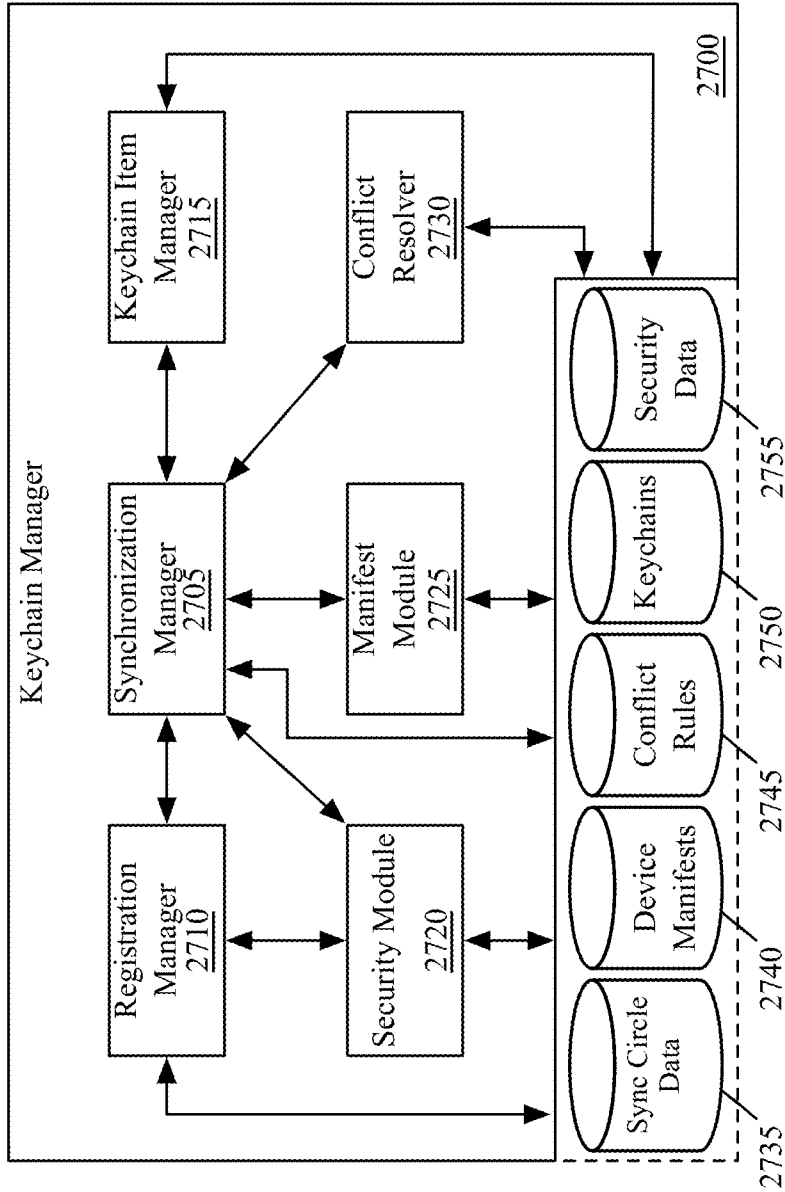 Keychain Manager
Registration
Manager
2710
Synchronization
Manager
2705
Keychain Item
Manager
2715
Security Module
2720
Manifest
Module
2725
Conflict
Resolver
2730
Sync Circle
Data
Device
Manifests
Conflict
Rules
Keychains
Security
Data
2700
2735
2740
2745
2750
2755